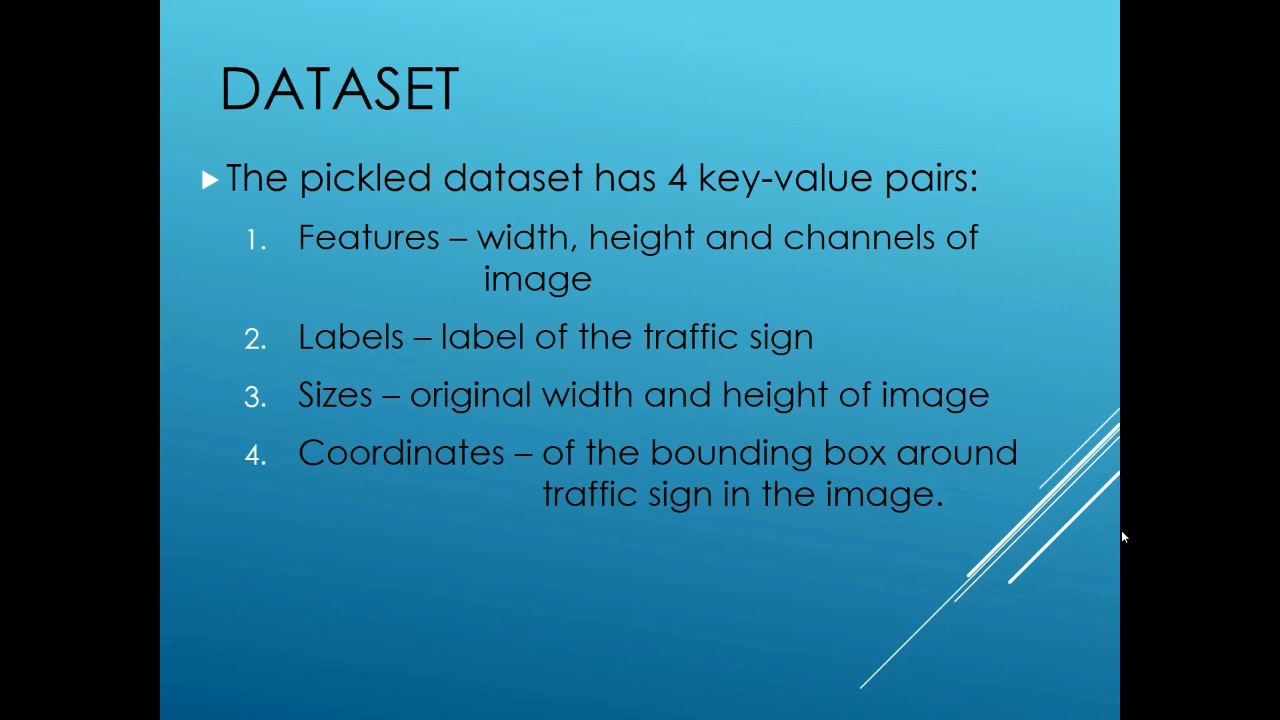 DATASET
The pickled dataset has 4 key-value pairs:
1. Features – width, height and channels of
image
2. Labels – label of the traffic sign
3. Sizes – original width and height of image
4. Coordinates – of the bounding box around
traffic sign in the image.